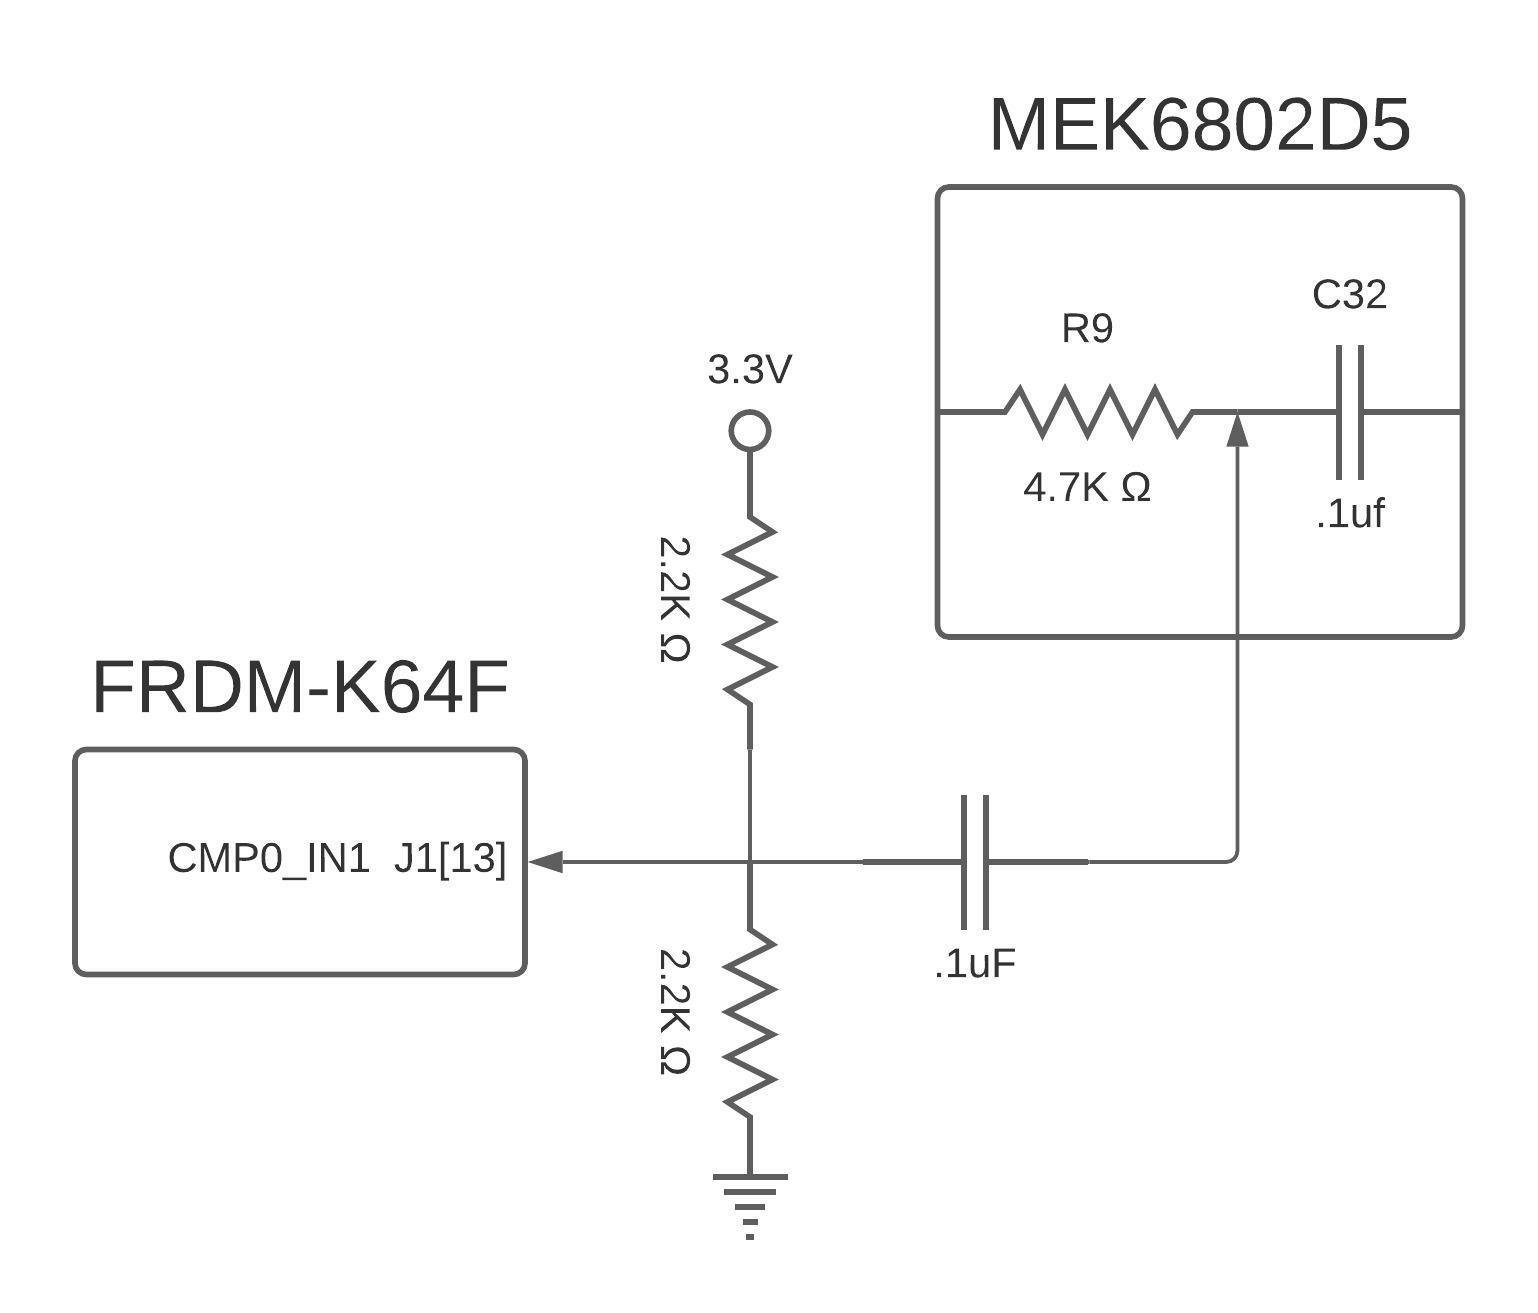 MEK6802D5
C32
R9
3.3V
4.7K Ω
.1uf
2.2K Ω
FRDM-K64F
CMP0_IN1 J1[13]
.1uF
2.2K Ω